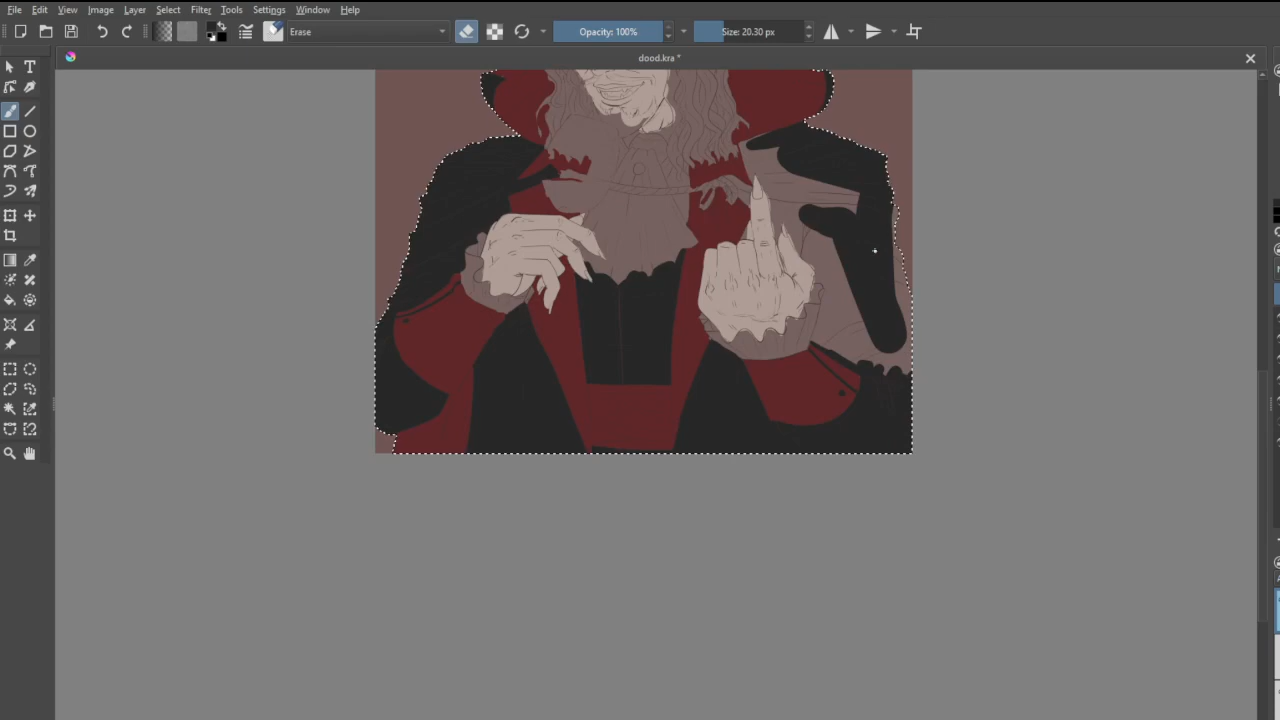 File Edit View Image Layer Select Filter Tools Settings Window Help
Erase Opacity: 100% Size: 20.30 px
dood.kra *